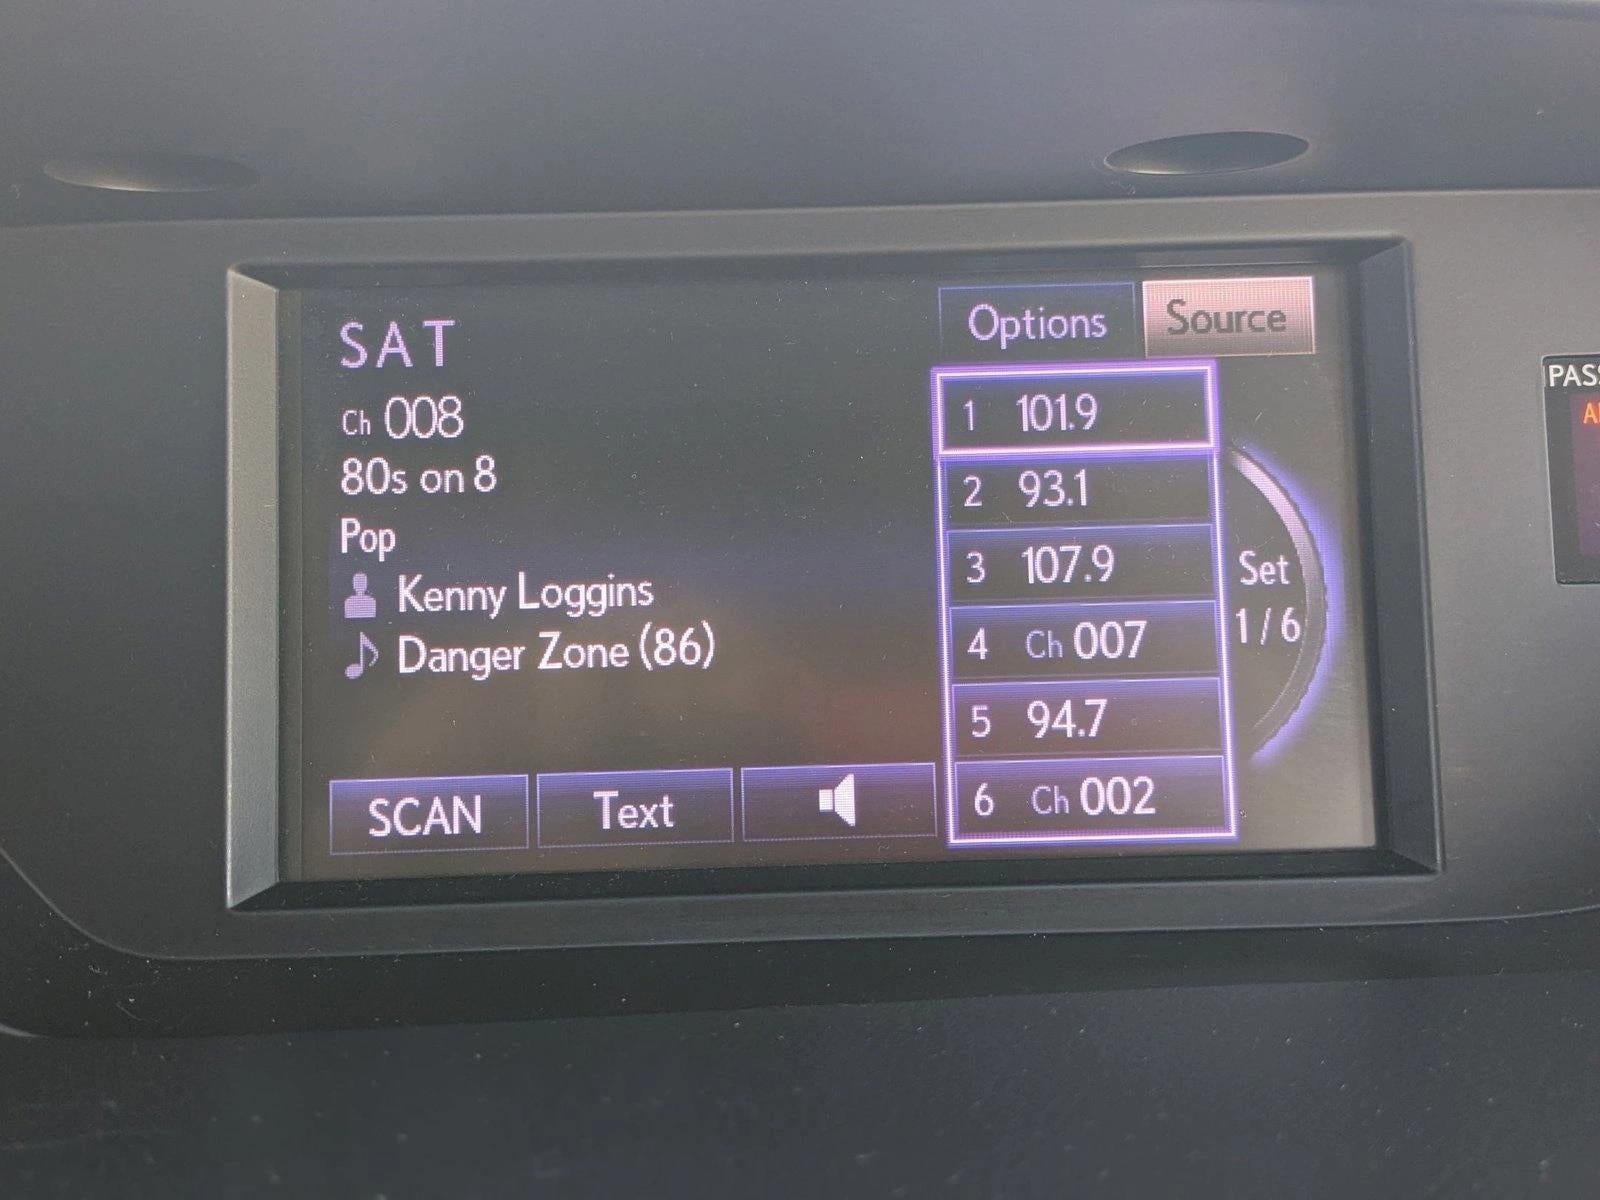 SAT
Ch 008
80s on 8
Pop
Kenny Loggins
Danger Zone (86)
SCAN
Text
Options
Source
1 101.9
2 93.1
3 107.9
4 Ch 007
5 94.7
6 Ch 002
Set
1/6